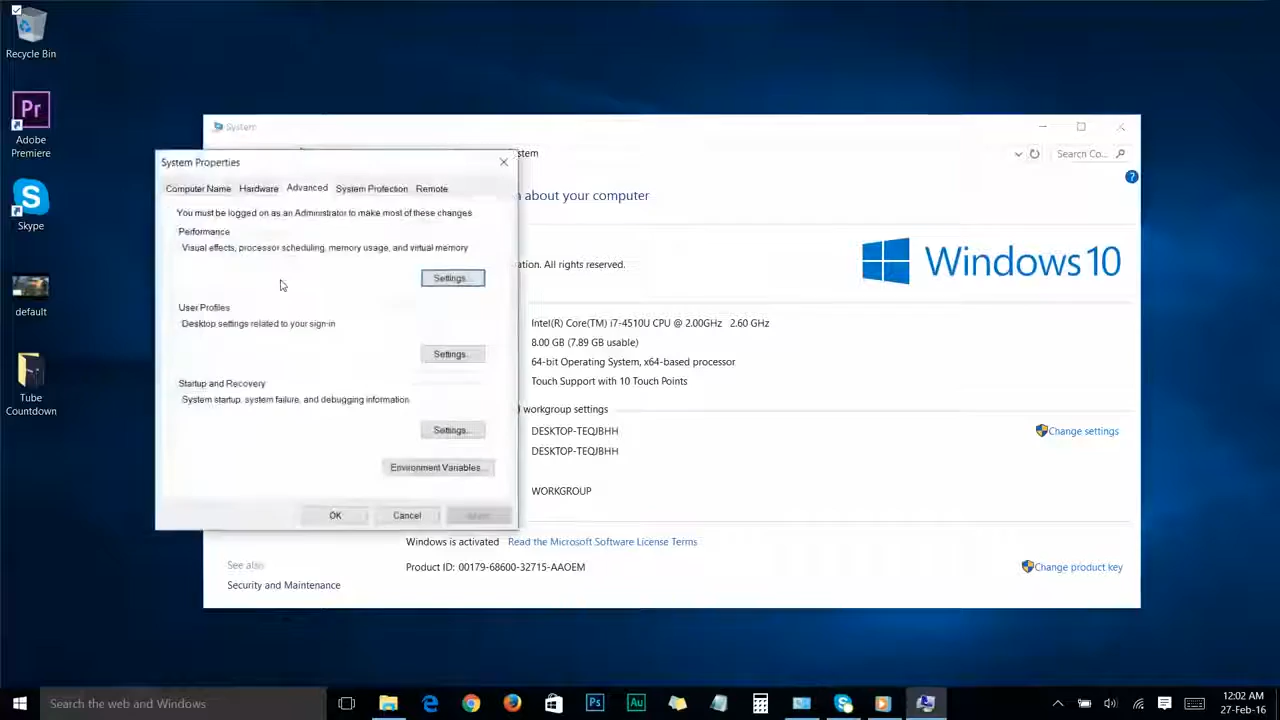 Recycle Bin
Pr
Adobe
Premiere
Skype
default
Tube
Countdown
System
stem
Search Co...
n about your computer
ation. All rights reserved.
Windows 10
Intel(R) Core(TM) i7-4510U CPU @ 2.00GHz 2.60 GHz
8.00 GB (7.89 GB usable)
64-bit Operating System, x64-based processor
Touch Support with 10 Touch Points
workgroup settings
DESKTOP-TEQJBHH
Change settings
DESKTOP-TEQJBHH
WORKGROUP
Windows is activated Read the Microsoft Software License Terms
Product ID: 00179-68600-32715-AAOEM
Change product key
See also
Security and Maintenance
System Properties
Computer Name Hardware Advanced System Protection Remote
You must be logged on as an Administrator to make most of these changes
Performance
Visual effects, processor scheduling, memory usage, and virtual memory
Settings...
User Profiles
Desktop settings related to your sign-in
Settings...
Startup and Recovery
System startup, system failure, and debugging information
Settings...
Environment Variables...
OK Cancel
Search the web and Windows
Ps
Au
12:02 AM
27-Feb-16